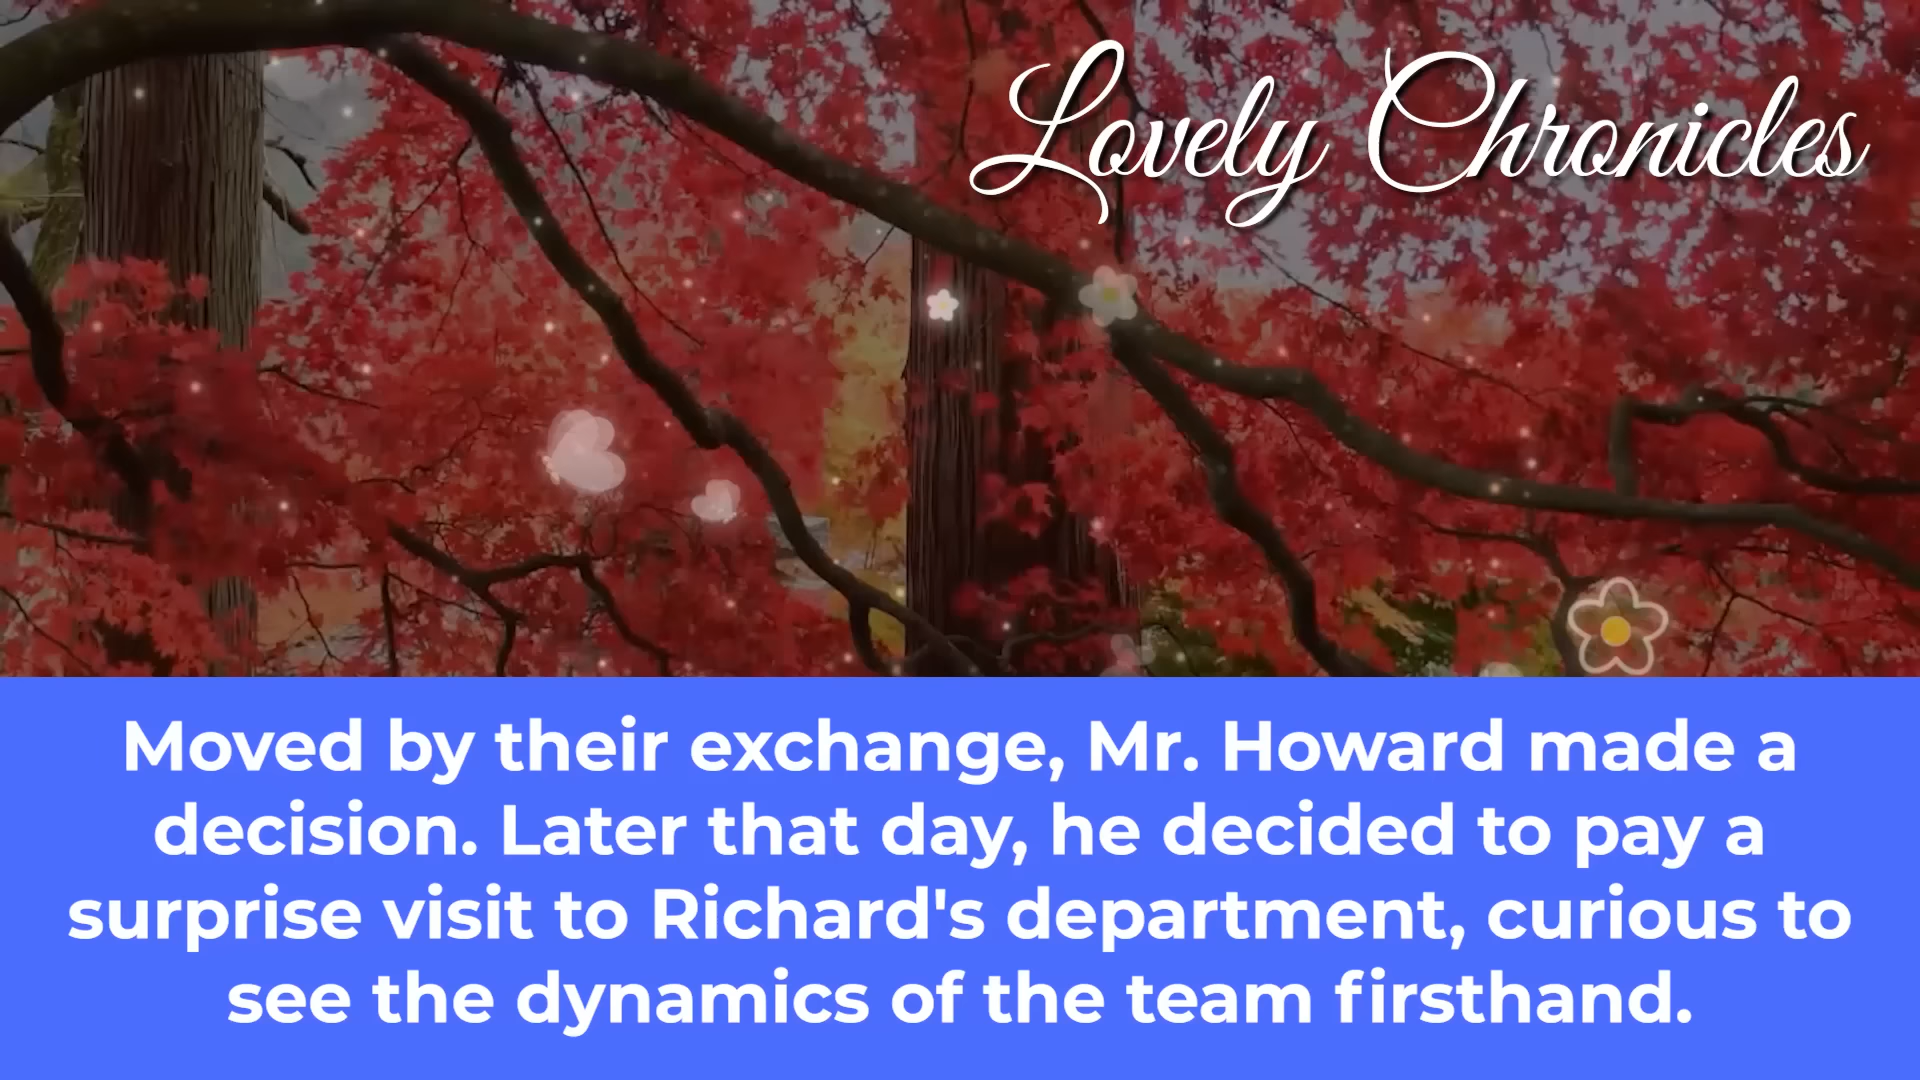 Lovely Chronicles
Moved by their exchange, Mr. Howard made a
decision. Later that day, he decided to pay a
surprise visit to Richard's department, curious to
see the dynamics of the team firsthand.